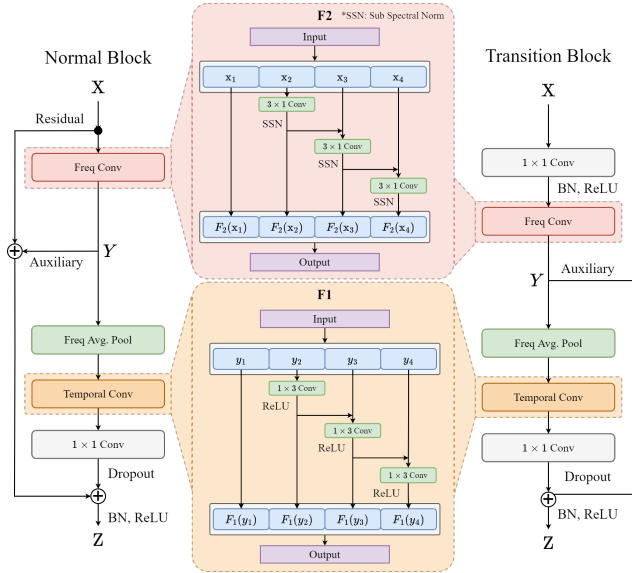 Normal Block
X
Residual
Freq Conv
Auxiliary
Y
Freq Avg. Pool
Temporal Conv
1 × 1 Conv
Dropout
BN, ReLU
Z
F2 *SSN: Sub Spectral Norm
Input
x₁ x₂ x₃ x₄
3 × 1 Conv
SSN
3 × 1 Conv
SSN
3 × 1 Conv
SSN
F₂(x₁) F₂(x₂) F₂(x₃) F₂(x₄)
Output
F1
Input
y₁ y₂ y₃ y₄
1 × 3 Conv
ReLU
1 × 3 Conv
ReLU
1 × 3 Conv
ReLU
F₁(y₁) F₁(y₂) F₁(y₃) F₁(y₄)
Output
Transition Block
X
1 × 1 Conv
BN, ReLU
Freq Conv
Y
Auxiliary
Freq Avg. Pool
Temporal Conv
1 × 1 Conv
Dropout
BN, ReLU
Z